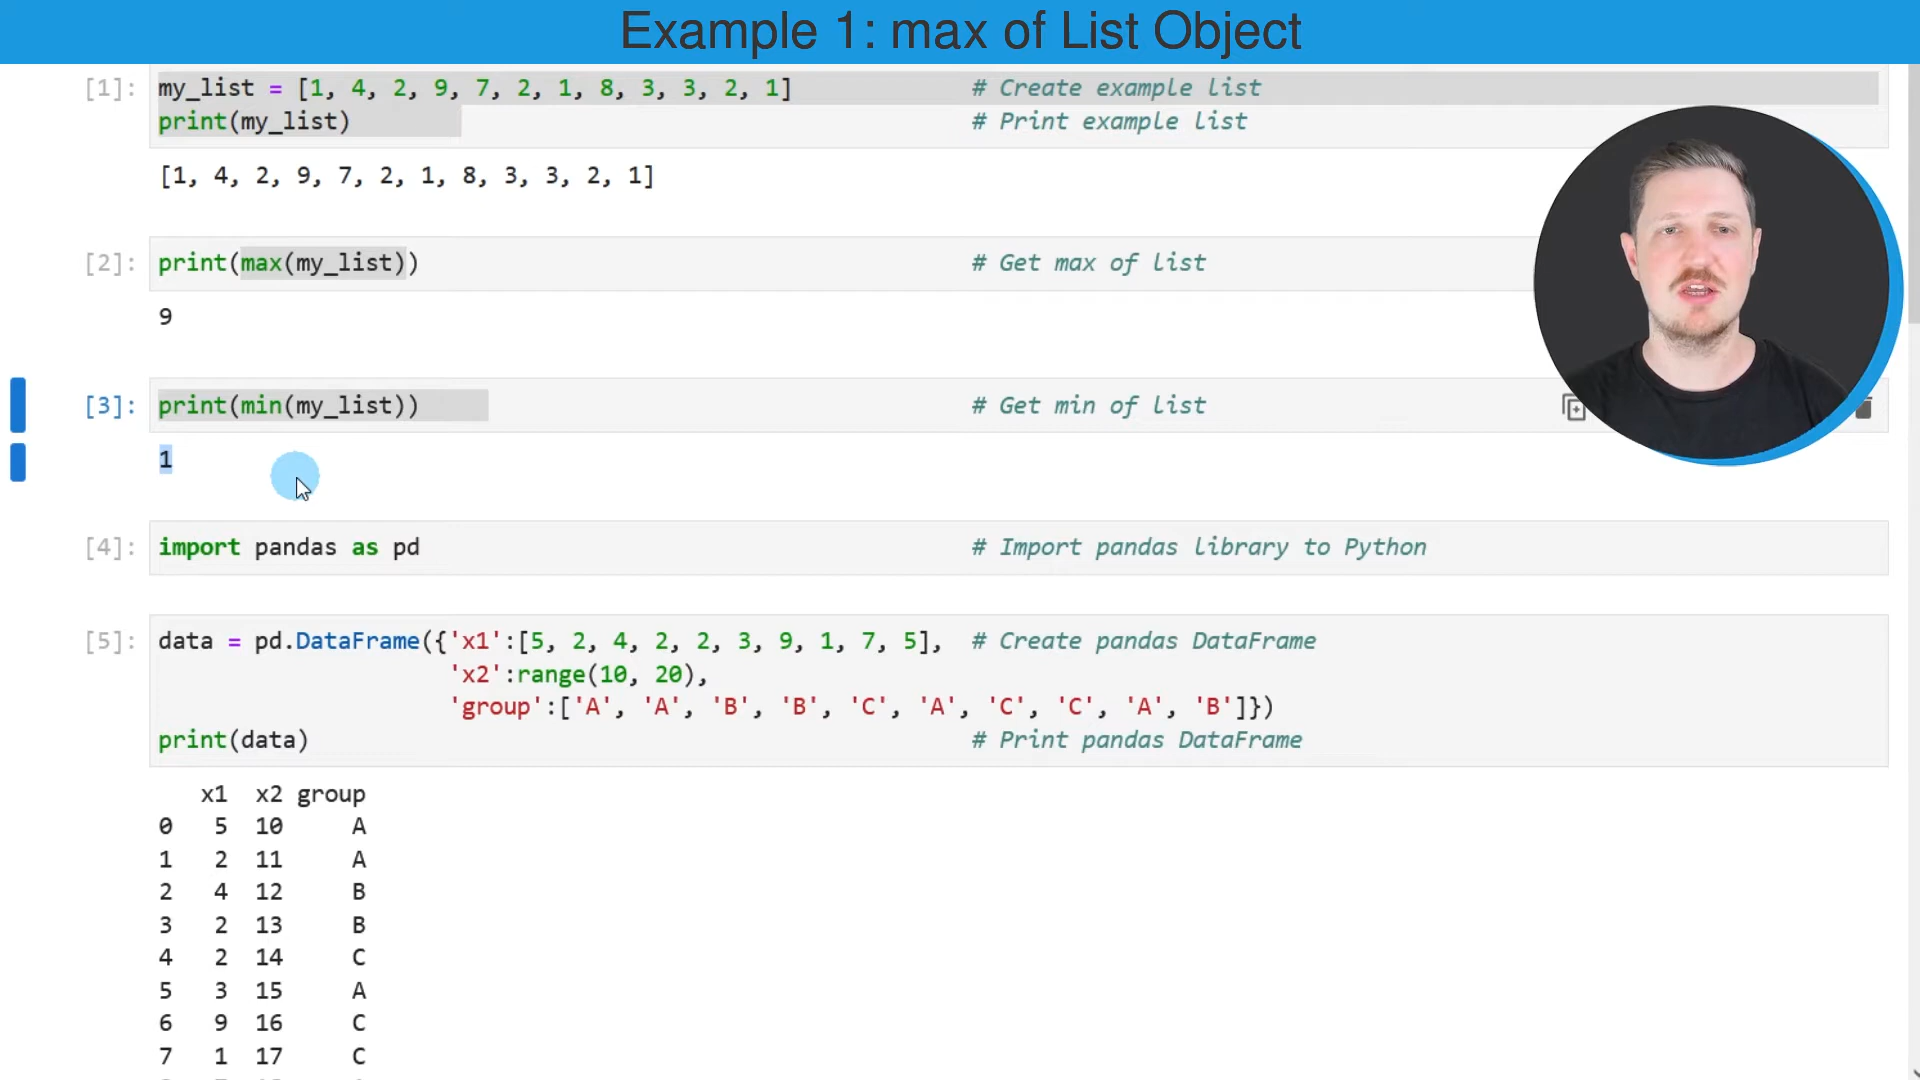 Example 1: max of List Object
[1]: my_list = [1, 4, 2, 9, 7, 2, 1, 8, 3, 3, 2, 1] # Create example list
print(my_list) # Print example list
[1, 4, 2, 9, 7, 2, 1, 8, 3, 3, 2, 1]
[2]: print(max(my_list)) # Get max of list
9
[3]: print(min(my_list)) # Get min of list
1
[4]: import pandas as pd # Import pandas library to Python
[5]: data = pd.DataFrame({'x1':[5, 2, 4, 2, 2, 3, 9, 1, 7, 5], # Create pandas DataFrame
'x2':range(10, 20),
'group':['A', 'A', 'B', 'B', 'C', 'A', 'C', 'C', 'A', 'B']})
print(data) # Print pandas DataFrame
x1 x2 group
0 5 10 A
1 2 11 A
2 4 12 B
3 2 13 B
4 2 14 C
5 3 15 A
6 9 16 C
7 1 17 C